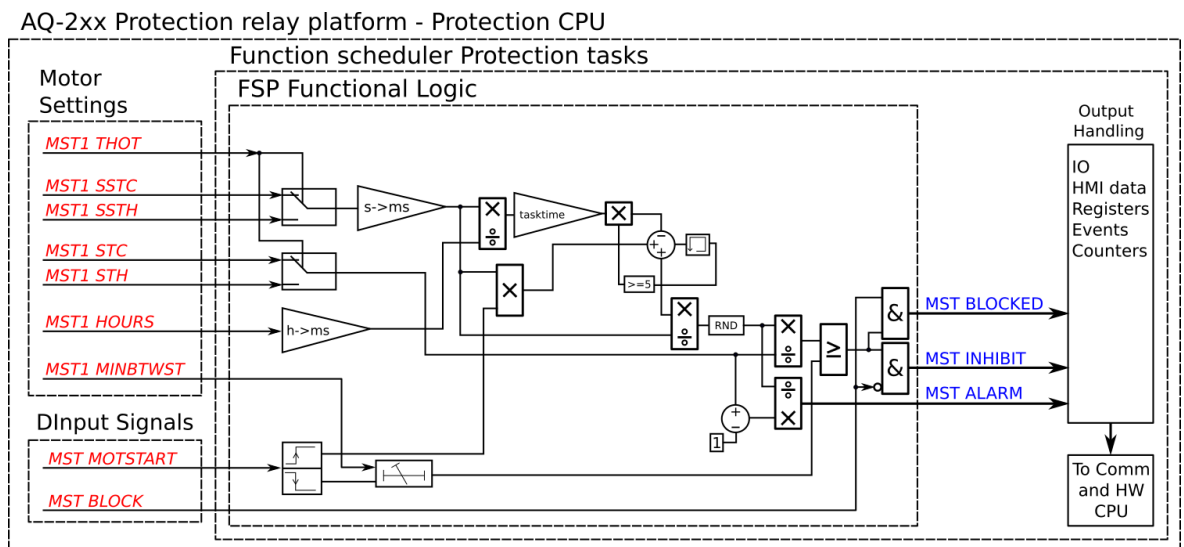 AQ-2xx Protection relay platform - Protection CPU
Function scheduler Protection tasks
Motor
Settings
FSP Functional Logic
MST1 THOT
MST1 SSTC
MST1 SSTH
MST1 STC
MST1 STH
MST1 HOURS
MST1 MINBTWST
DInput Signals
MST MOTSTART
MST BLOCK
s->ms
h->ms
×
÷
tasktime
×
−
+
+
>=5
×
×
÷
RND
×
÷
≥
÷
×
+
−
1
&
&
MST BLOCKED
MST INHIBIT
MST ALARM
Output
Handling
IO
HMI data
Registers
Events
Counters
To Comm
and HW
CPU